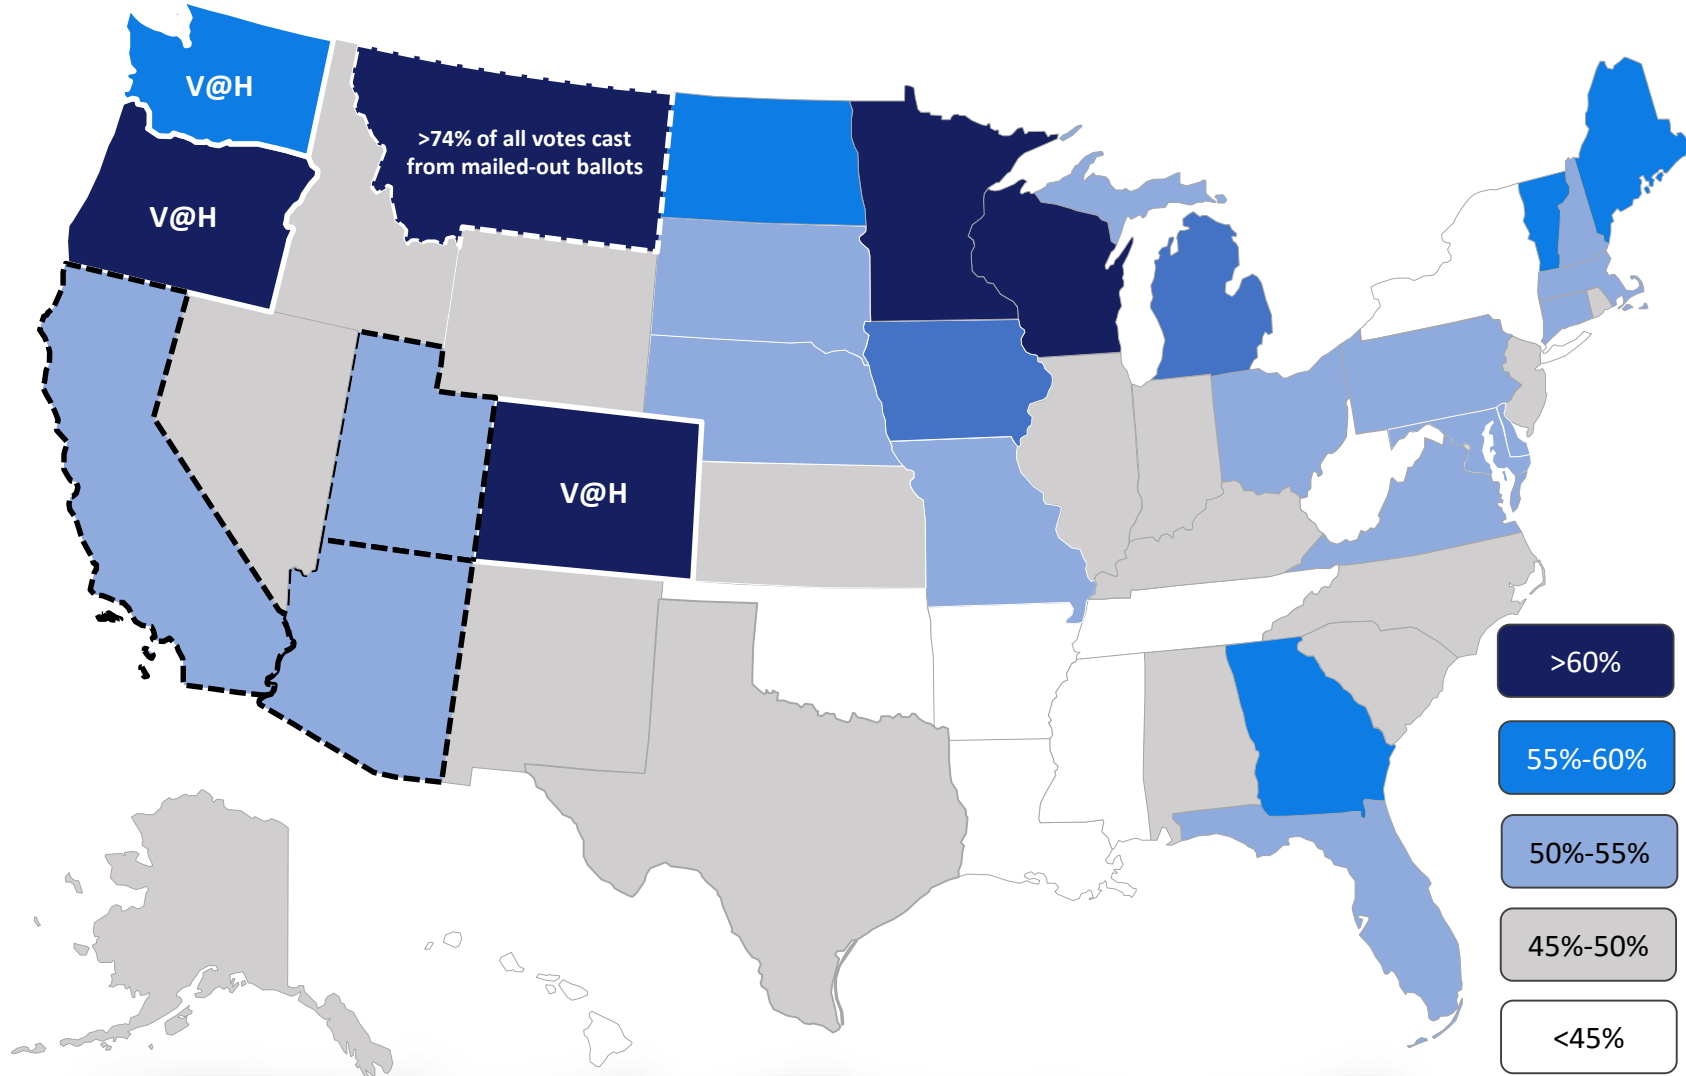 V@H
>74% of all votes cast
from mailed-out ballots
V@H
V@H
>60%
55%-60%
50%-55%
45%-50%
<45%